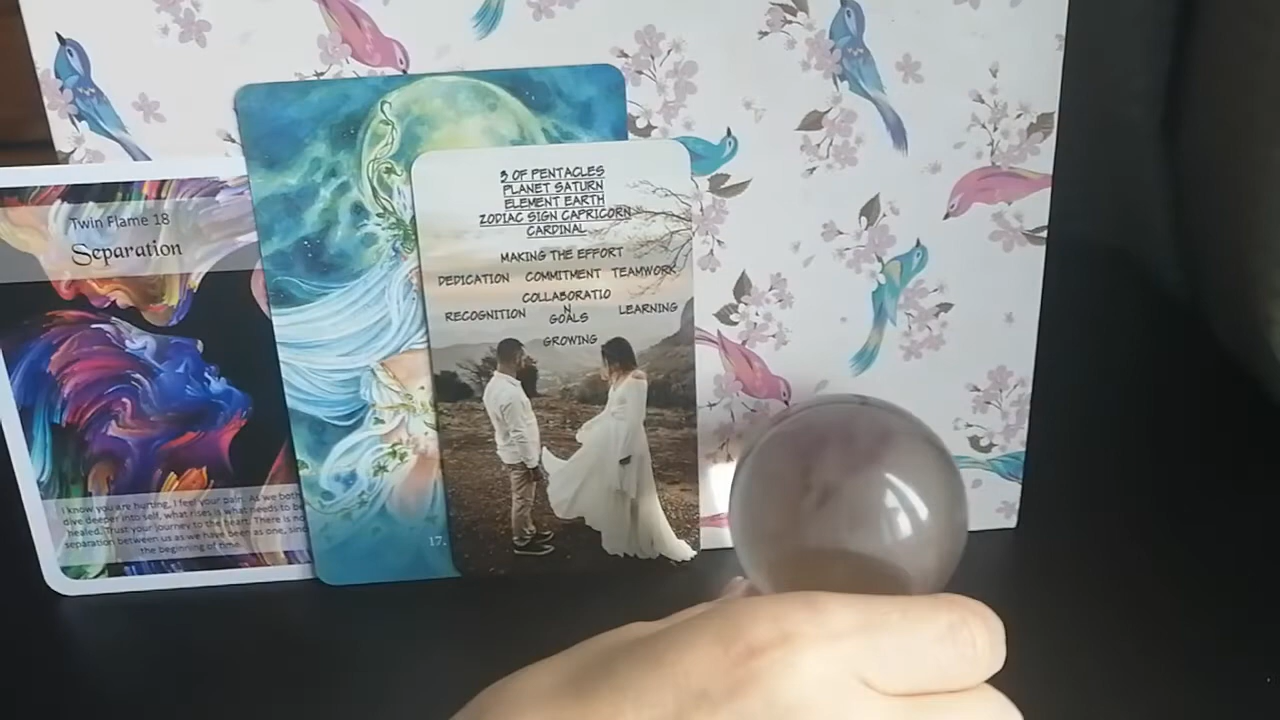 Twin Flame 18
Separation
I know you are hurting, I feel your pain. As we both
dive deeper into self, what rises is what needs to be
healed. Trust your journey to the heart. There is no
separation between us as we have been as one, sinc
the beginning of time.
17.
3 OF PENTACLES
PLANET SATURN
ELEMENT EARTH
ZODIAC SIGN CAPRICORN
CARDINAL
MAKING THE EFFORT
DEDICATION COMMITMENT TEAMWORK
COLLABORATIO
N
RECOGNITION GOALS LEARNING
GROWING